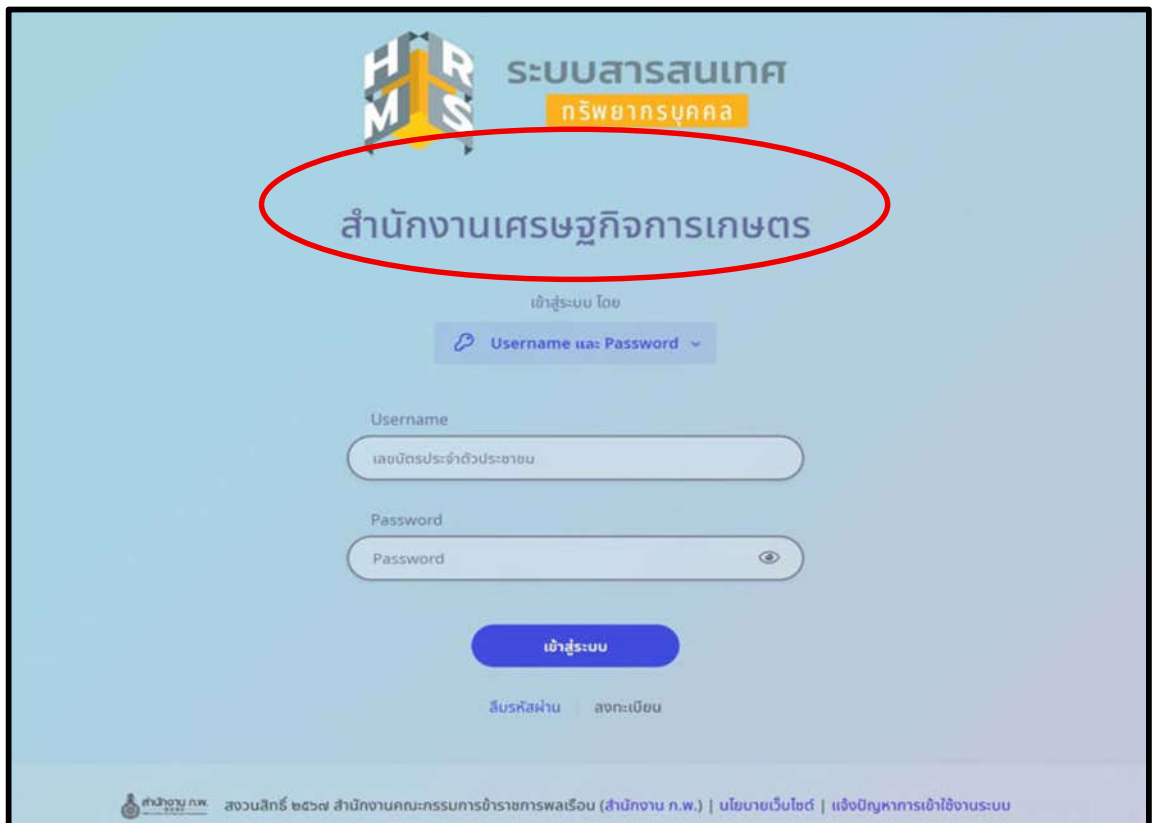 HR
MS
ระบบสารสนเทศ
ทรัพยากรบุคคล
สำนักงานเศรษฐกิจการเกษตร
เข้าสู่ระบบ โดย
Username และ Password
Username
เลขบัตรประจำตัวประชาชน
Password
Password
เข้าสู่ระบบ
ลืมรหัสผ่าน ลงทะเบียน
สำนักงาน ก.พ. สงวนสิทธิ์ ๒๕๖๗ สำนักงานคณะกรรมการข้าราชการพลเรือน (สำนักงาน ก.พ.) | นโยบายเว็บไซต์ | แจ้งปัญหาการเข้าใช้งานระบบ